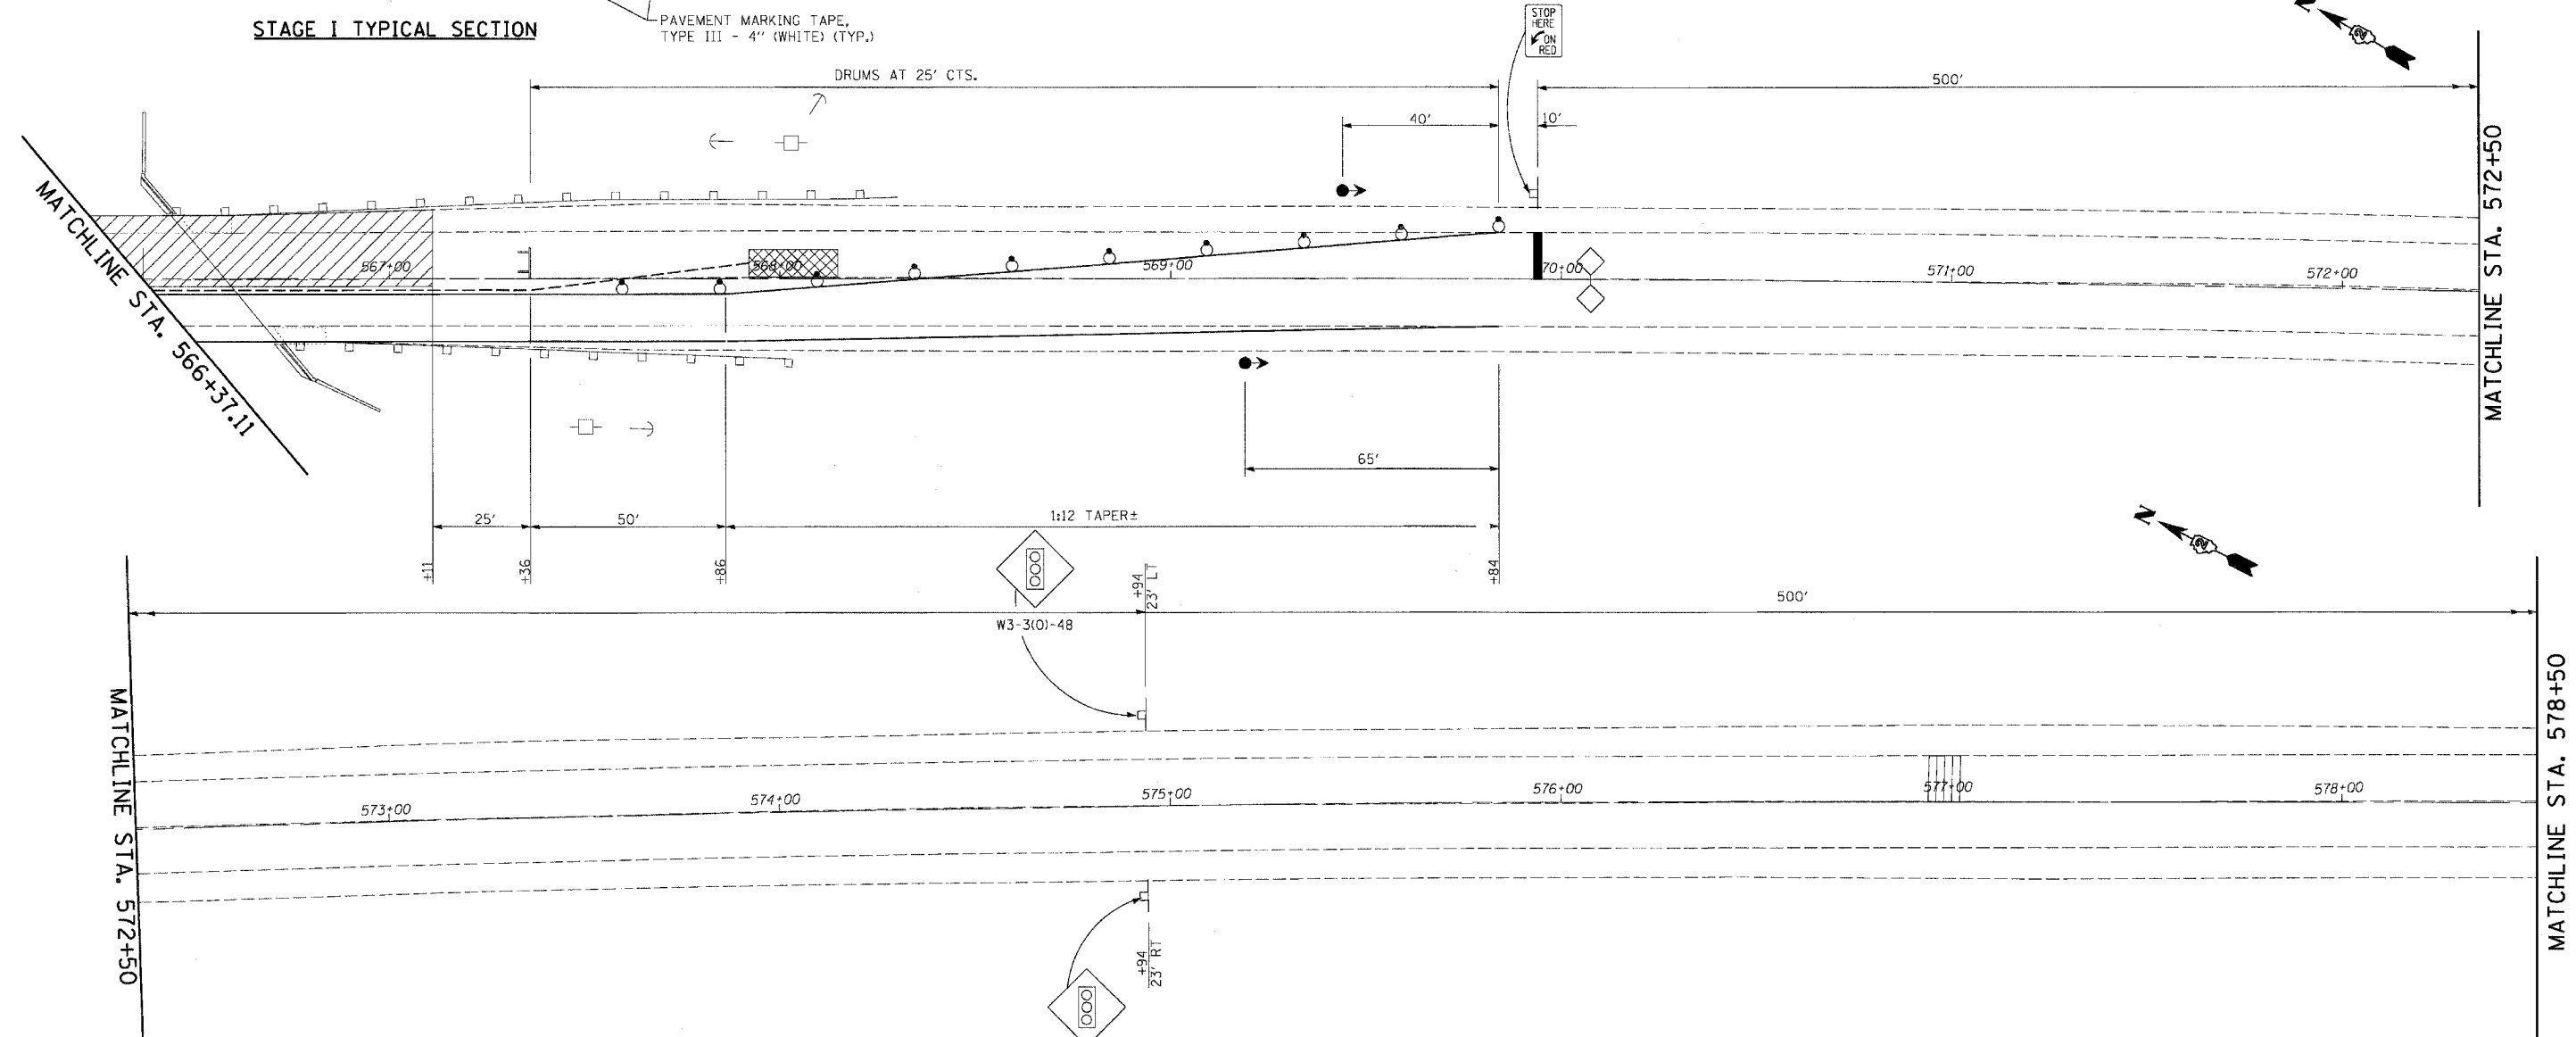 STAGE I TYPICAL SECTION
PAVEMENT MARKING TAPE,
TYPE III - 4" (WHITE) (TYP.)
STOP
HERE
ON
RED
N
2
DRUMS AT 25' CTS.
500'
40'
10'
MATCHLINE STA. 566+37.11
567+00
568+00
569+00
70+00
571+00
572+00
MATCHLINE STA. 572+50
65'
25'
50'
1:12 TAPER±
+11
+36
+86
+84
N
2
W3-3(O)-48
+94
23' LT
500'
MATCHLINE STA. 572+50
573+00
574+00
575+00
576+00
577+00
578+00
MATCHLINE STA. 578+50
+94
23' RT